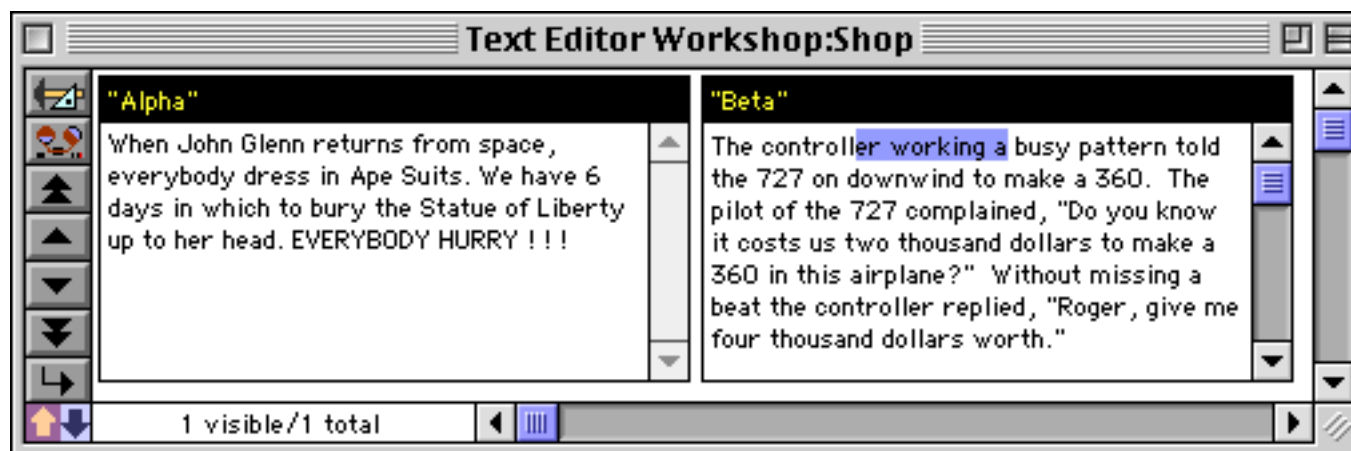 Text Editor Workshop:Shop
"Alpha"
When John Glenn returns from space,
everybody dress in Ape Suits. We have 6
days in which to bury the Statue of Liberty
up to her head. EVERYBODY HURRY ! ! !
"Beta"
The controller working a busy pattern told
the 727 on downwind to make a 360.  The
pilot of the 727 complained, "Do you know
it costs us two thousand dollars to make a
360 in this airplane?"  Without missing a
beat the controller replied, "Roger, give me
four thousand dollars worth."
1 visible/1 total